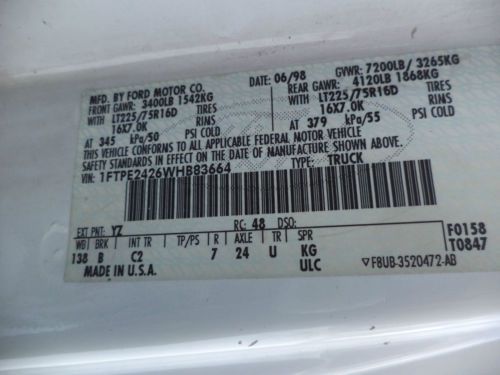 MFD. BY FORD MOTOR CO.
DATE: 06/98 GVWR: 7200LB/ 3265KG
FRONT GAWR: 3400LB 1542KG REAR GAWR: 4120LB 1868KG
WITH LT225/75R16D TIRES WITH LT225/75R16D TIRES
16X7.0K RIMS 16X7.0K RIMS
AT 345 kPa/50 PSI COLD AT 379 kPa/55 PSI COLD
THIS VEHICLE CONFORMS TO ALL APPLICABLE FEDERAL MOTOR VEHICLE
SAFETY STANDARDS IN EFFECT ON THE DATE OF MANUFACTURE SHOWN ABOVE
1FTPE2426WHB83664 TYPE: TRUCK
EXT PNT: YZ RC: 48 DSO:
WB BRK INT TR TP/PS R AXLE TR SPR F0158
138 B C2 7 24 U KG T0847
MADE IN U.S.A. ULC ▽F8UB-3520472-AB